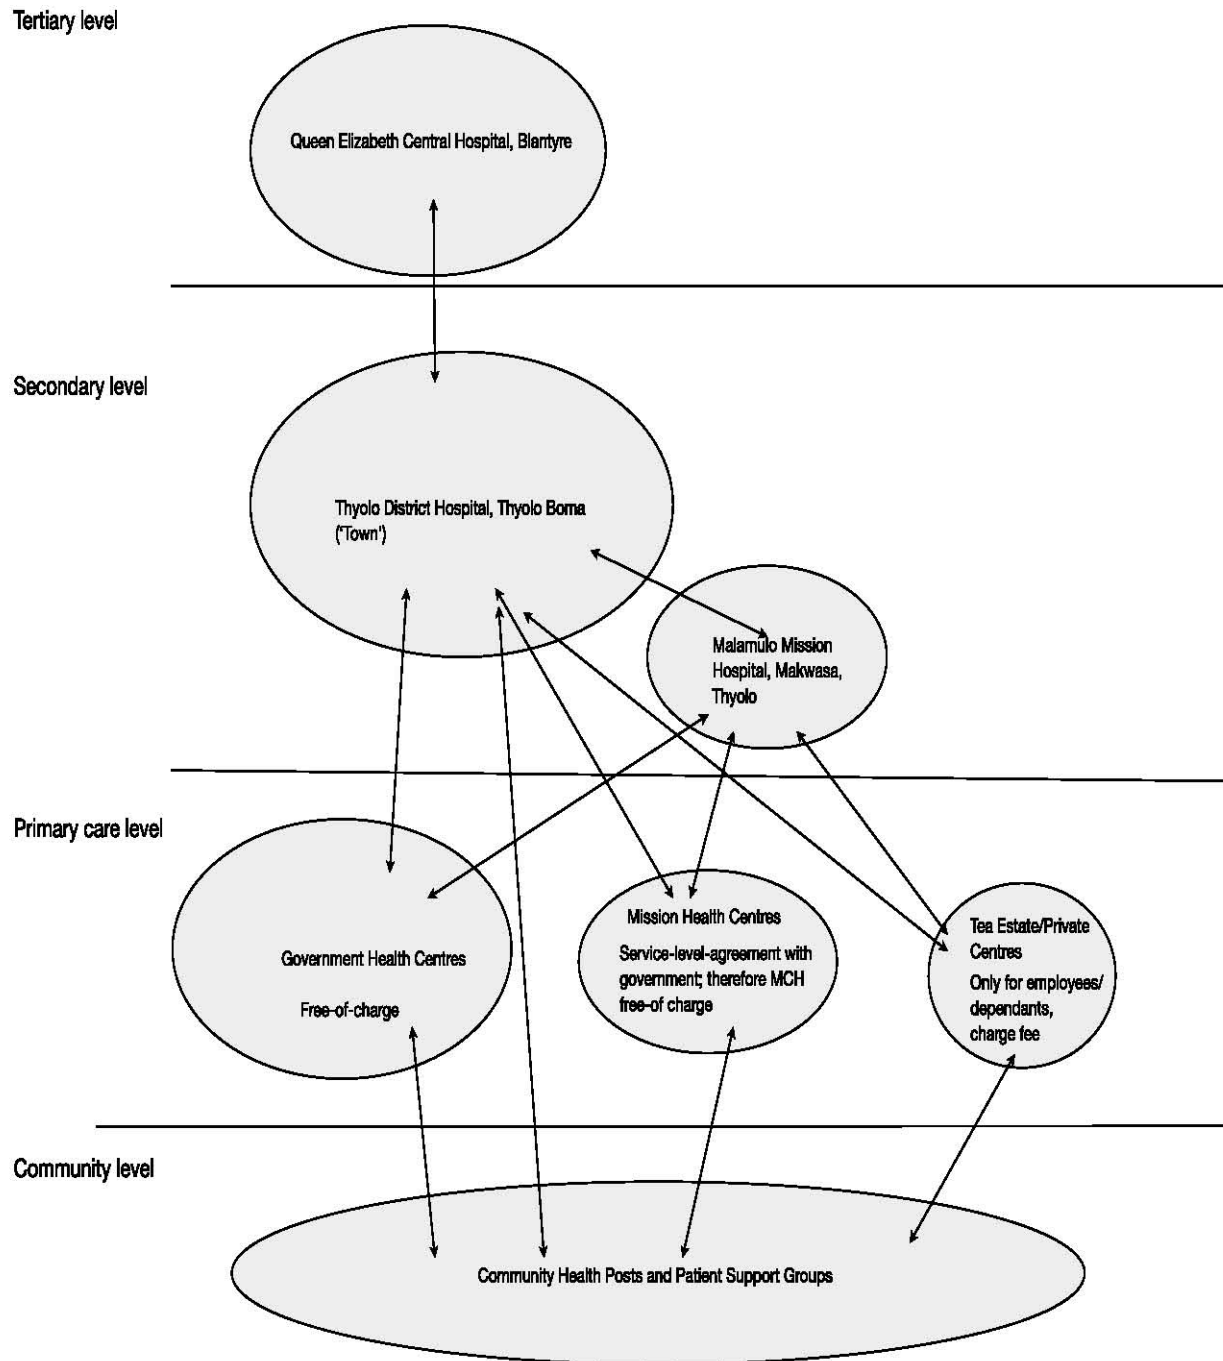 Tertiary level
Queen Elizabeth Central Hospital, Blantyre
Secondary level
Thyolo District Hospital, Thyolo Boma
('Town')
Malamulo Mission
Hospital, Makwasa,
Thyolo
Primary care level
Government Health Centres
Free-of-charge
Mission Health Centres
Service-level-agreement with
government; therefore MCH
free-of charge
Tea Estate/Private
Centres
Only for employees/
dependants,
charge fee
Community level
Community Health Posts and Patient Support Groups